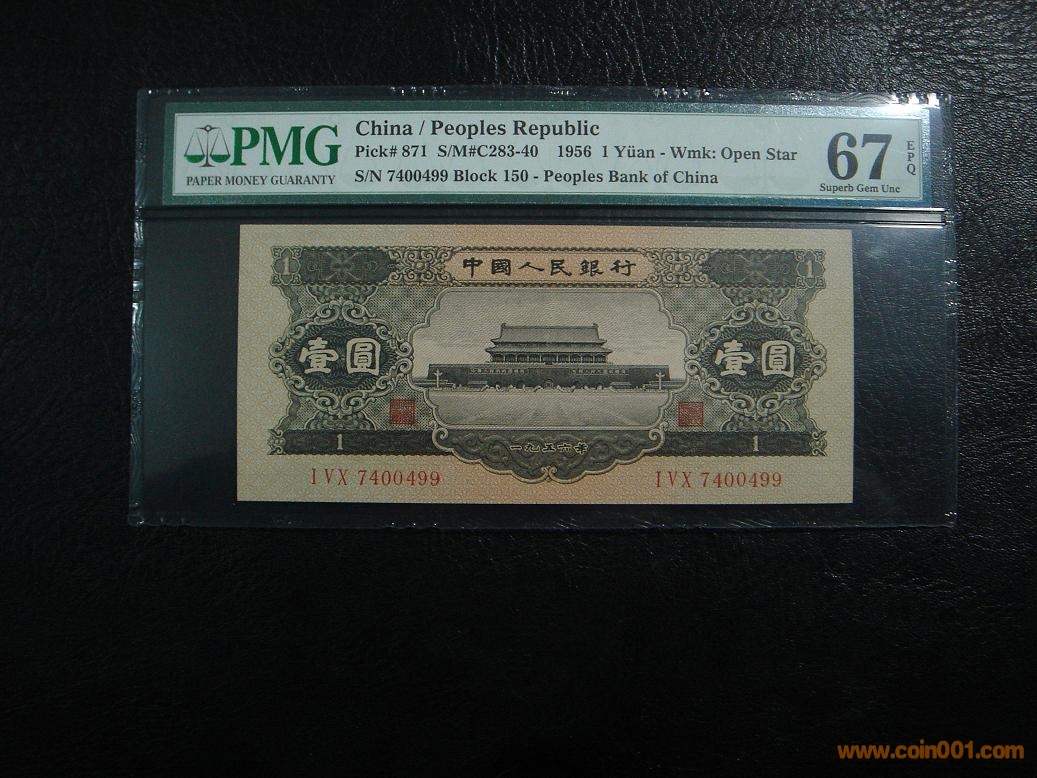 PMG
PAPER MONEY GUARANTY
China / Peoples Republic
Pick# 871 S/M#C283-40 1956 1 Yüan - Wmk: Open Star
S/N 7400499 Block 150 - Peoples Bank of China
67 EPQ
Superb Gem Unc
1 中國人民銀行 1
壹圓 壹圓
1 一九五六年 1
IVX 7400499 IVX 7400499
www.coin001.com